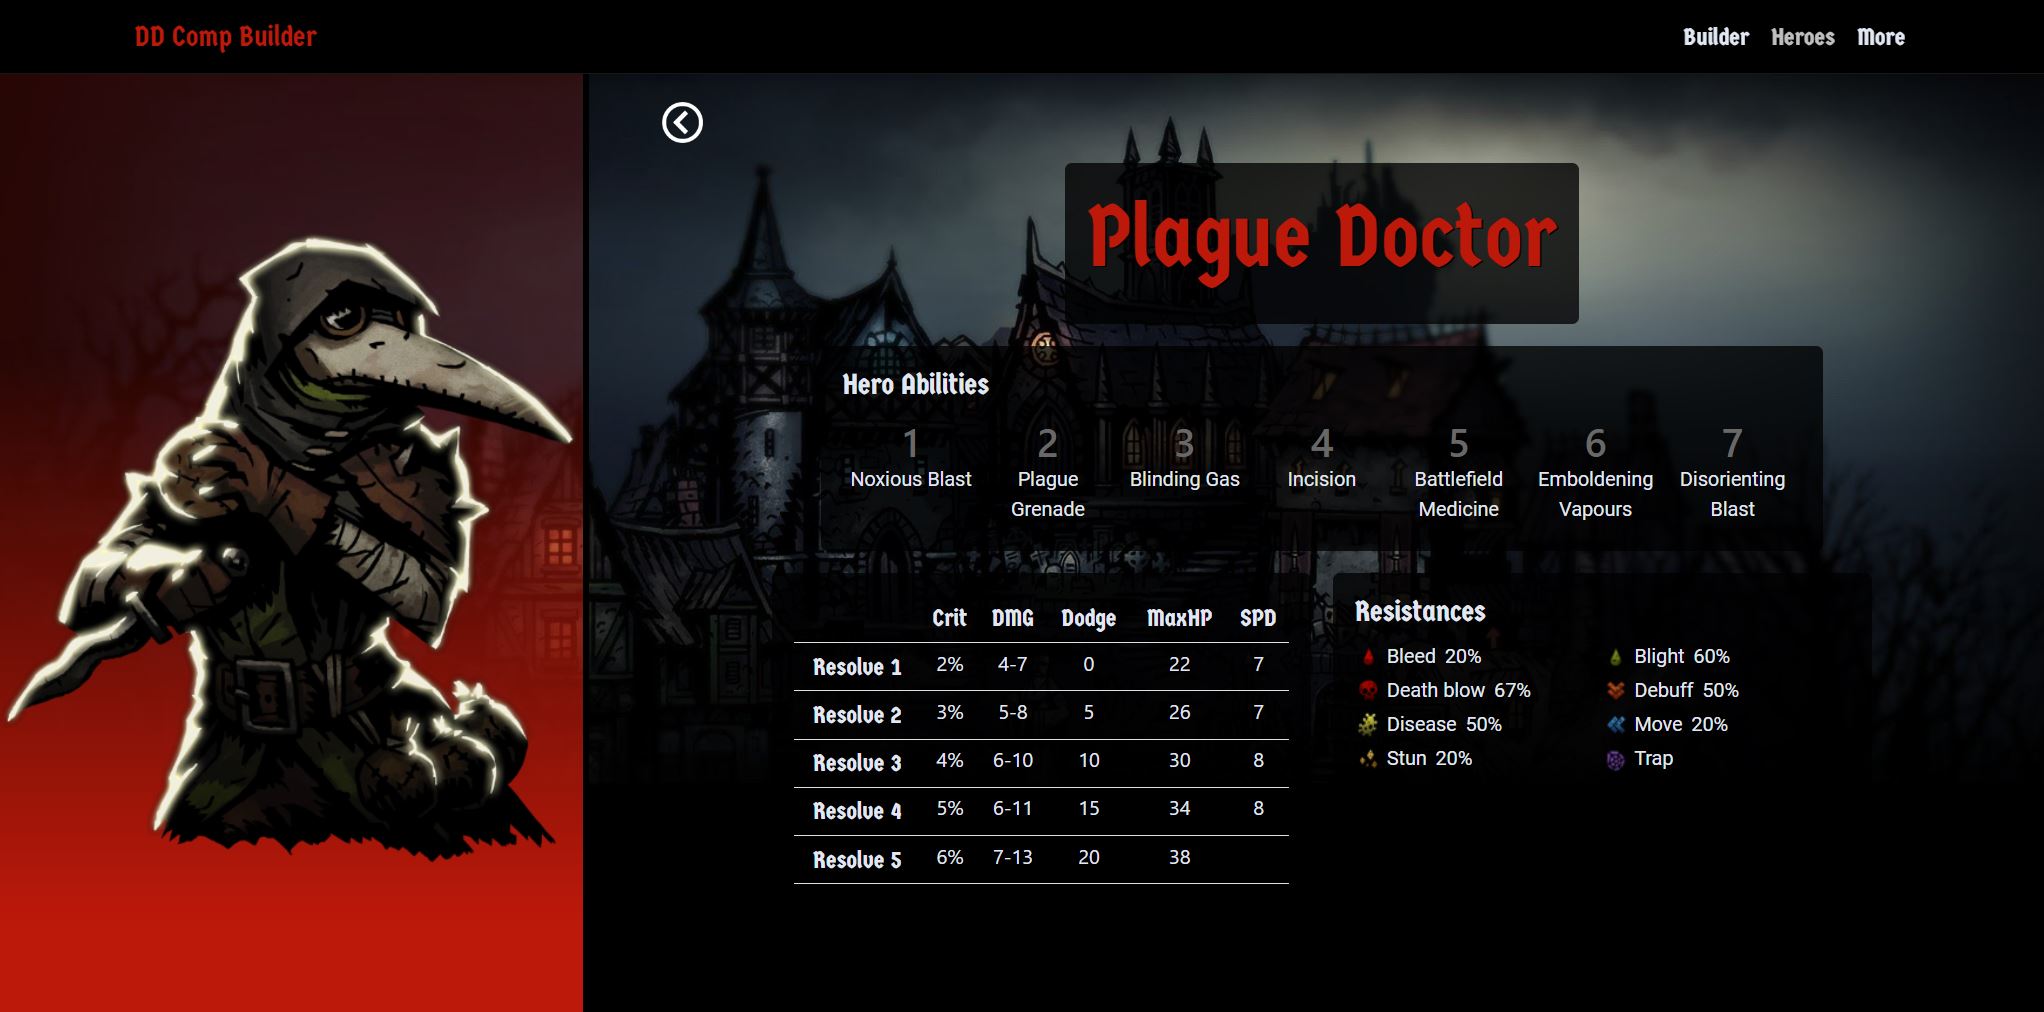 DD Comp Builder
Builder Heroes More
Plague Doctor
Hero Abilities
1 2 3 4 5 6 7
Noxious Blast Plague Grenade Blinding Gas Incision Battlefield Medicine Emboldening Vapours Disorienting Blast
Crit DMG Dodge MaxHP SPD
Resolve 1 2% 4-7 0 22 7
Resolve 2 3% 5-8 5 26 7
Resolve 3 4% 6-10 10 30 8
Resolve 4 5% 6-11 15 34 8
Resolve 5 6% 7-13 20 38
Resistances
Bleed 20% Blight 60%
Death blow 67% Debuff 50%
Disease 50% Move 20%
Stun 20% Trap